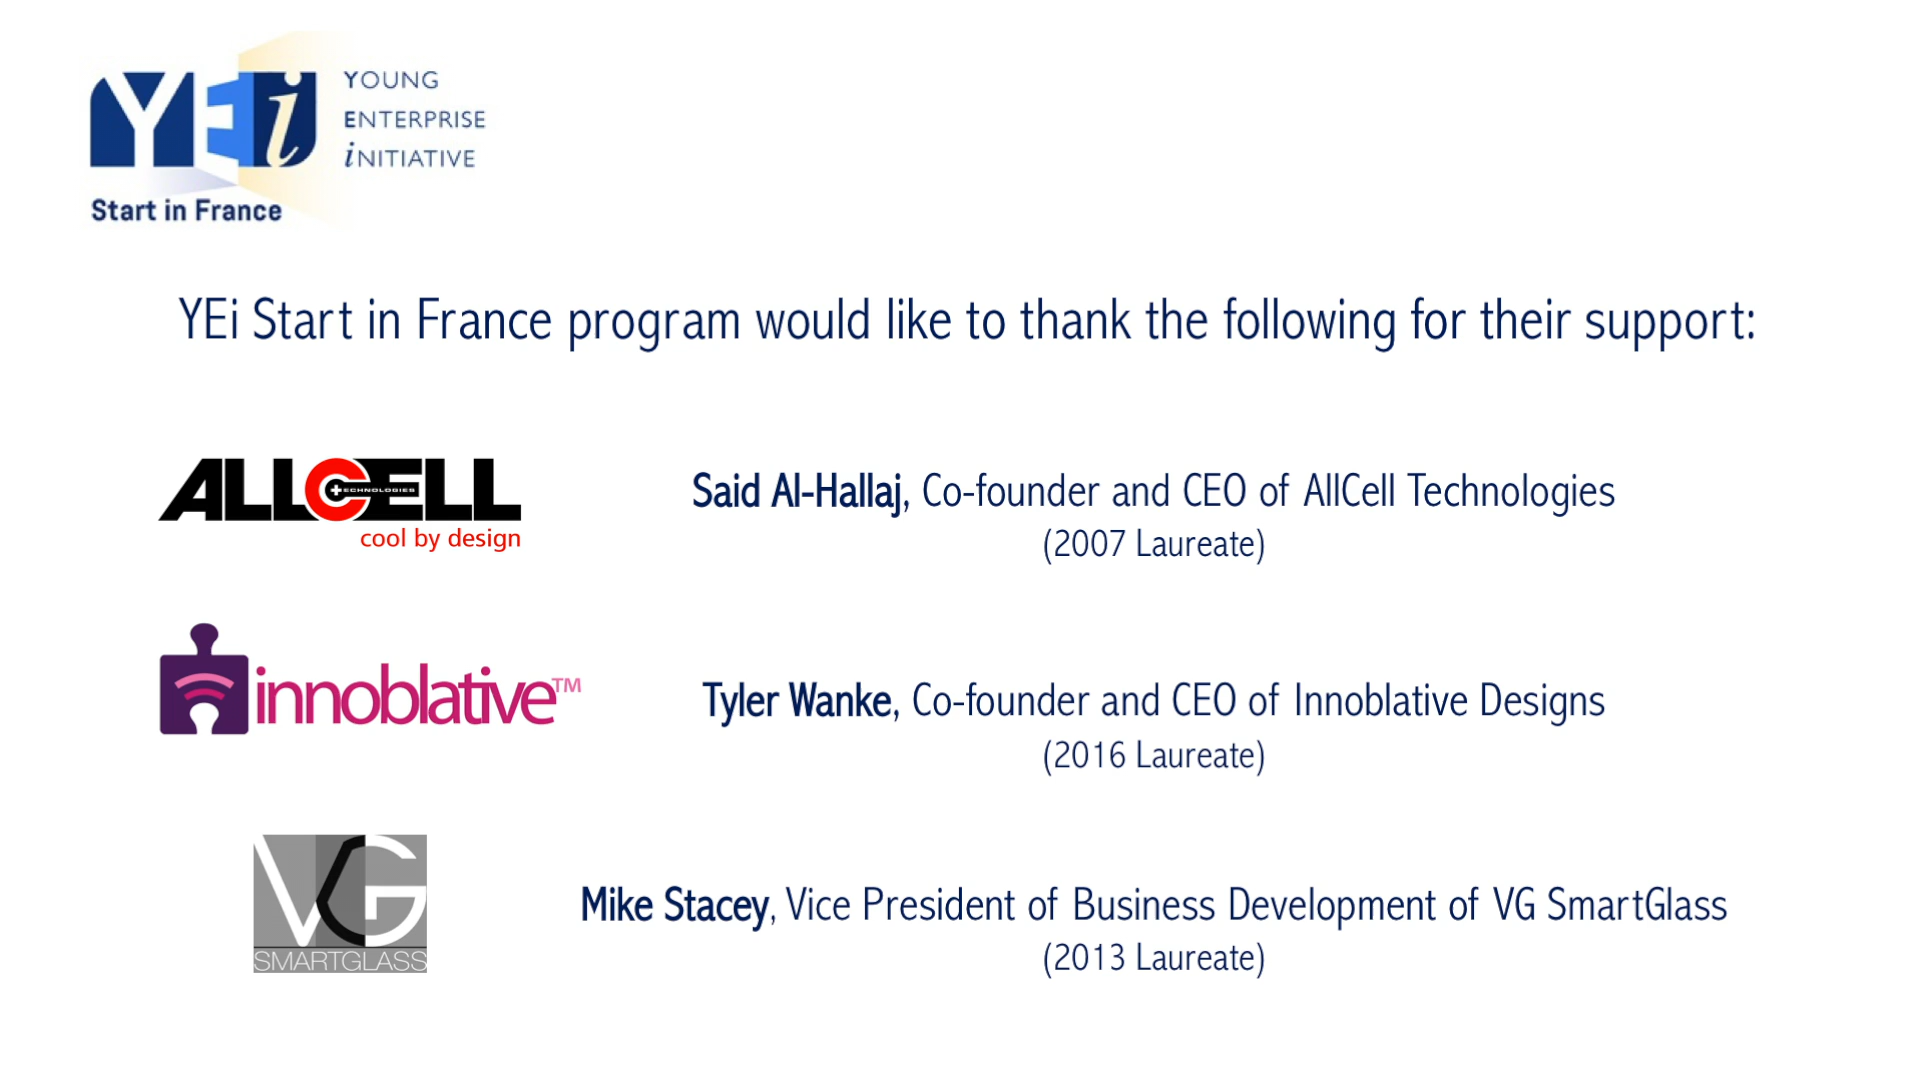 YEi
YOUNG
ENTERPRISE
iNITIATIVE
Start in France
YEi Start in France program would like to thank the following for their support:
ALLCELL
TECHNOLOGIES
cool by design
Said Al-Hallaj, Co-founder and CEO of AllCell Technologies
(2007 Laureate)
innoblative™
Tyler Wanke, Co-founder and CEO of Innoblative Designs
(2016 Laureate)
VG
SMARTGLASS
Mike Stacey, Vice President of Business Development of VG SmartGlass
(2013 Laureate)